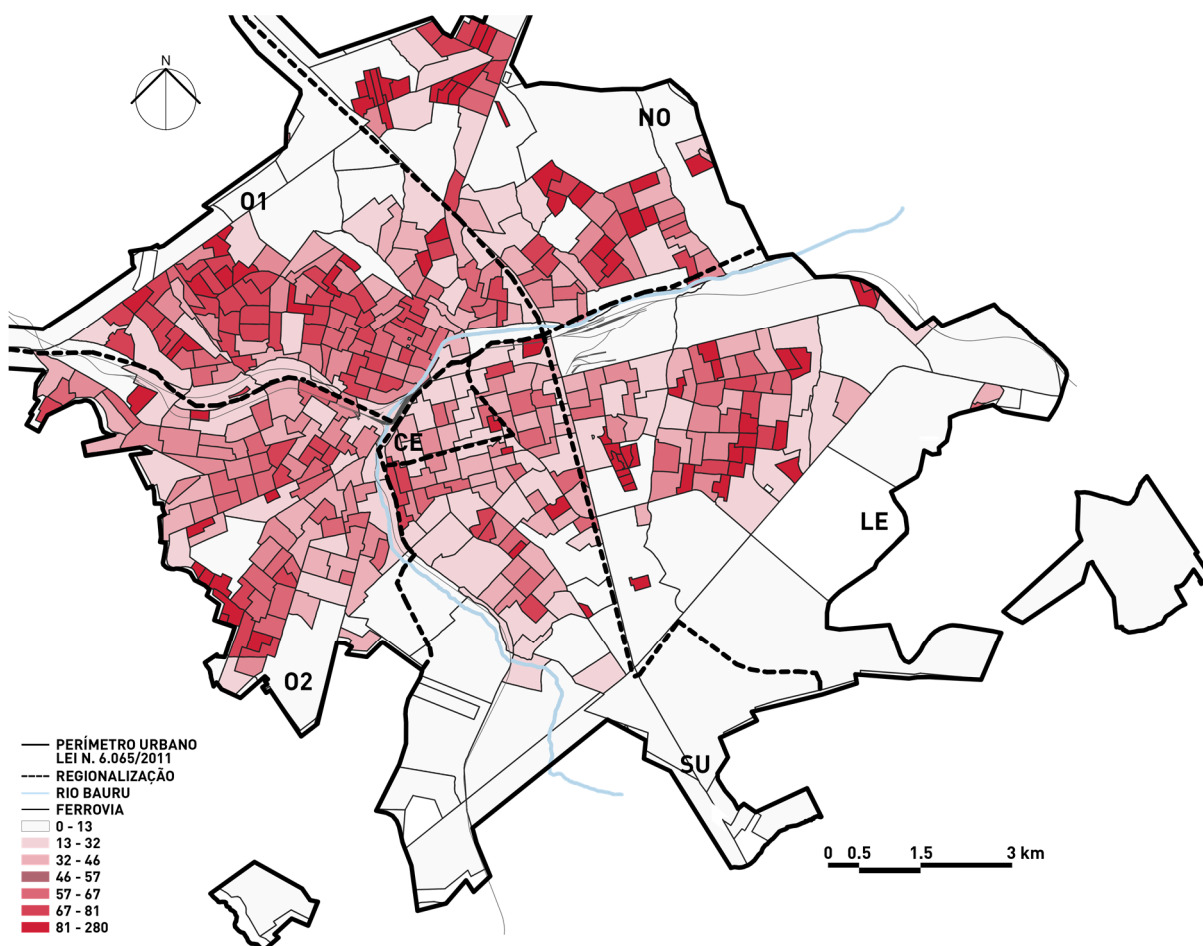 N
NO
O1
CE
LE
O2
SU
PERÍMETRO URBANO
LEI N. 6.065/2011
REGIONALIZAÇÃO
RIO BAURU
FERROVIA
0 - 13
13 - 32
32 - 46
46 - 57
57 - 67
67 - 81
81 - 280
0 0.5 1.5 3 km